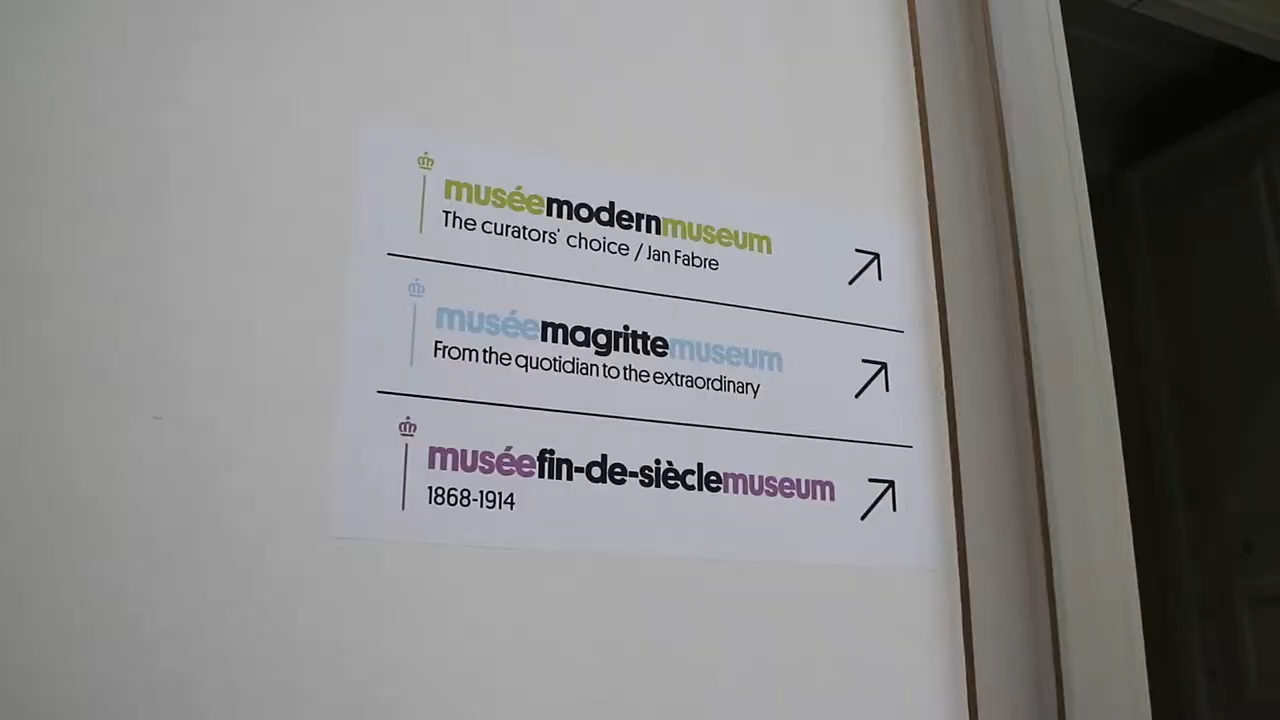 muséemodernmuseum
The curators' choice / Jan Fabre
muséemagrittemuseum
From the quotidian to the extraordinary
muséefin-de-sièclemuseum
1868-1914